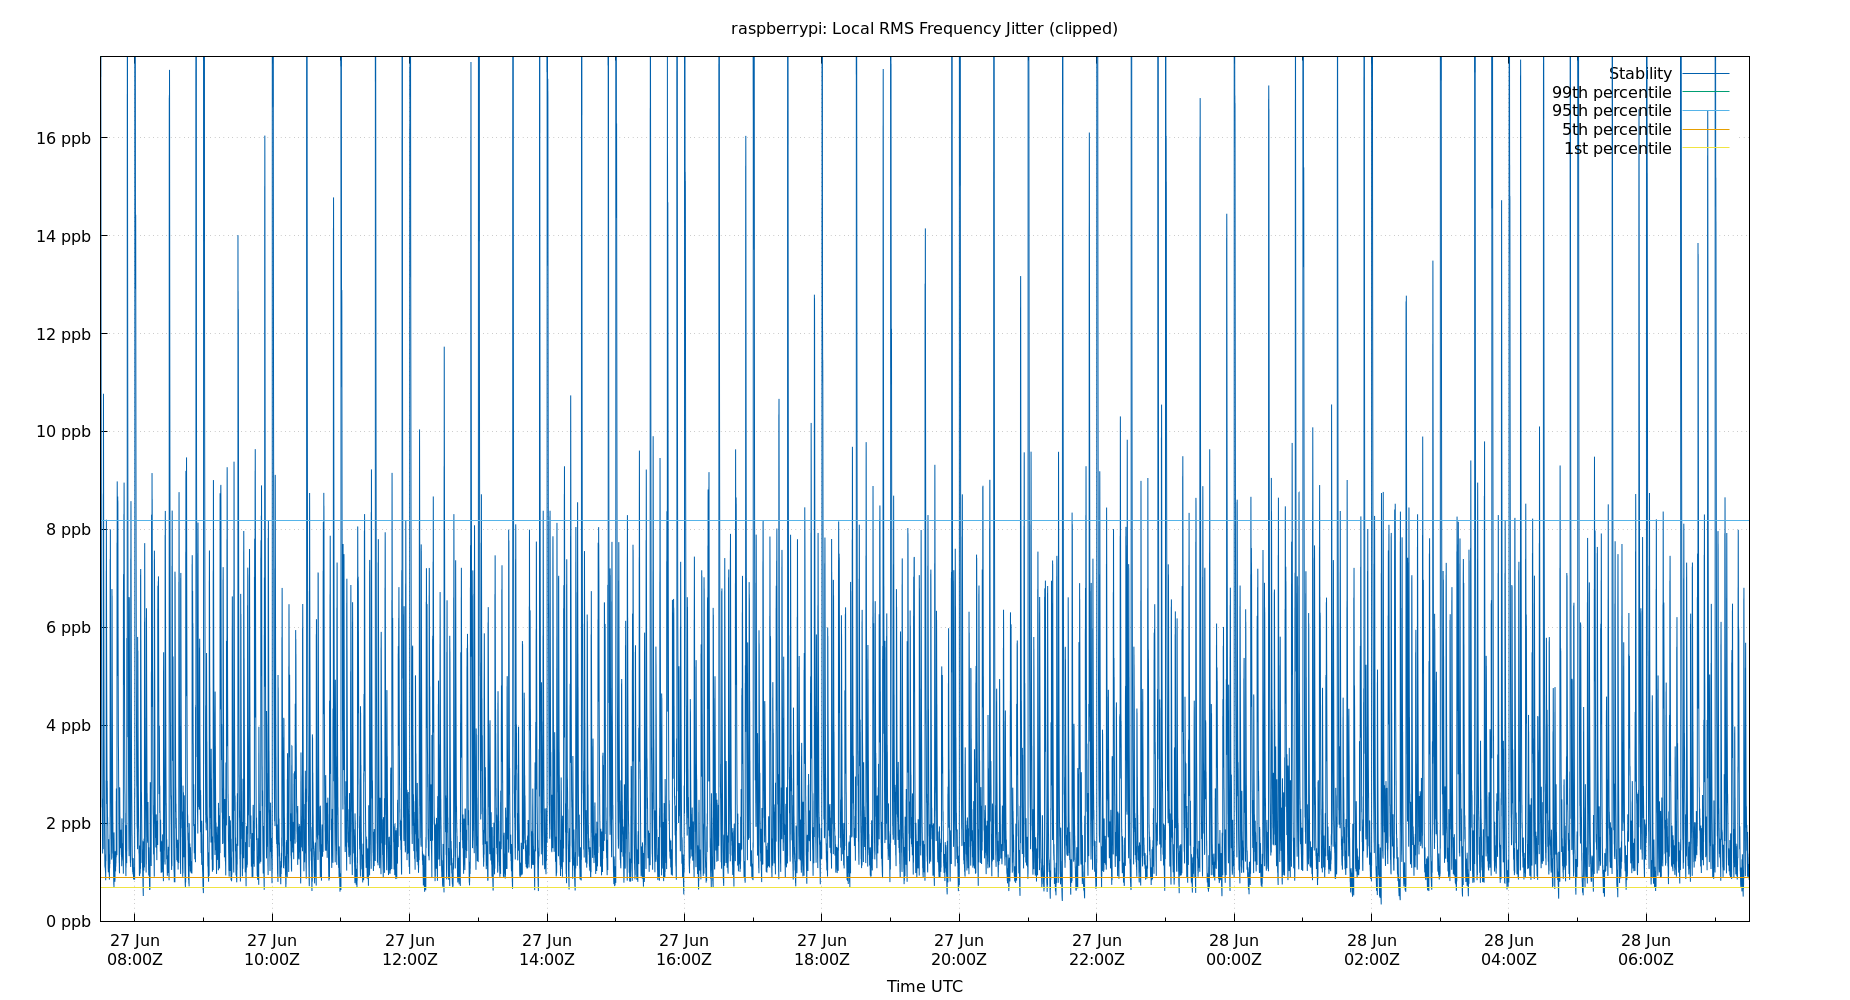 raspberrypi: Local RMS Frequency Jitter (clipped)
Stability
99th percentile
95th percentile
5th percentile
1st percentile
16 ppb
14 ppb
12 ppb
10 ppb
8 ppb
6 ppb
4 ppb
2 ppb
0 ppb
27 Jun 27 Jun 27 Jun 27 Jun 27 Jun 27 Jun 27 Jun 27 Jun 28 Jun 28 Jun 28 Jun 28 Jun
08:00Z 10:00Z 12:00Z 14:00Z 16:00Z 18:00Z 20:00Z 22:00Z 00:00Z 02:00Z 04:00Z 06:00Z
Time UTC